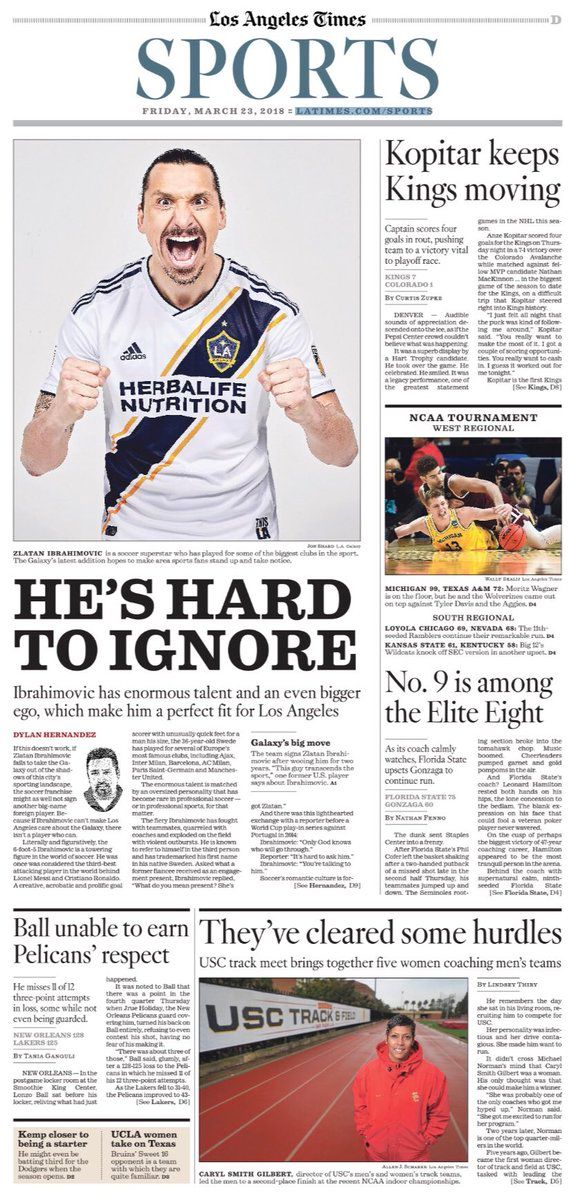 Los Angeles Times
D
SPORTS
FRIDAY, MARCH 23, 2018 :: LATIMES.COM/SPORTS
adidas
LA
GALAXY
HERBALIFE
NUTRITION
THIS
IS
LA
L.A. Galaxy
ZLATAN IBRAHIMOVIC is a soccer superstar who has played for some of the biggest clubs in the sport.
The Galaxy's latest addition hopes to make area sports fans stand up and take notice.
HE'S HARD
TO IGNORE
Ibrahimovic has enormous talent and an even bigger
ego, which make him a perfect fit for Los Angeles
DYLAN HERNANDEZ
If this doesn't work, if
Zlatan Ibrahimovic
fails to take the Gal-
axy out of the shad-
ows of this city's
sporting landscape,
the soccer franchise
might as well not sign
another big-name
foreign player. Be-
cause if Ibrahimovic can't make Los
Angeles care about the Galaxy, there
isn't a player who can.
Literally and figuratively, the
6-foot-5 Ibrahimovic is a towering
figure in the world of soccer. He was
once was considered the third-best
attacking player in the world behind
Lionel Messi and Cristiano Ronaldo.
A creative, acrobatic and prolific goal
scorer with unusually quick feet for a
man his size, the 36-year-old Swede
has played for several of Europe's
most famous clubs, including Ajax,
Inter Milan, Barcelona, AC Milan,
Paris Saint-Germain and Manches-
ter United.
The enormous talent is matched
by an oversized personality that has
become rare in professional soccer —
or in professional sports, for that
matter.
The fiery Ibrahimovic has fought
with teammates, quarreled with
coaches and exploded on the field
with violent outbursts. He is known
to refer to himself in the third person
and has trademarked his first name
in his native Sweden. Asked what a
former fiancee received as an engage-
ment present, Ibrahimovic replied,
"What do you mean present? She's
Galaxy's big move
The team signs Zlatan Ibrahi-
movic after wooing him for two
years. "This guy transcends the
sport," one former U.S. player
says about Ibrahimovic. A1
got Zlatan."
And there was this lighthearted
exchange with a reporter before a
World Cup play-in series against
Portugal in 2014:
Ibrahimovic: "Only God knows
who will go through."
Reporter: "It's hard to ask him."
Ibrahimovic: "You're talking to
him."
Soccer's romantic culture is for-
[See Hernandez, D9]
Kopitar keeps
Kings moving
Captain scores four
goals in rout, pushing
team to a victory vital
to playoff race.
KINGS 7
COLORADO 1
BY CURTIS ZUPKE
DENVER — Audible
sounds of appreciation de-
scended onto the ice, as if the
Pepsi Center crowd couldn't
believe what was happening.
It was a superb display by
a Hart Trophy candidate.
He took over the game. He
celebrated. He smiled. It was
a legacy performance, one of
the greatest statement
games in the NHL this sea-
son.
Anze Kopitar scored four
goals for the Kings on Thurs-
day night in a 7-1 victory over
the Colorado Avalanche
while matched against fel-
low MVP candidate Nathan
MacKinnon ... in the biggest
game of the season to date
for the Kings, on a difficult
trip that Kopitar steered
right into Kings history.
"I just felt all night that
the puck was kind of follow-
ing me around," Kopitar
said. "You really want to
make the most of it. I got a
couple of scoring opportuni-
ties. You really want to cash
in. I guess it worked out for
me tonight."
Kopitar is the first Kings
[See Kings, D8]
NCAA TOURNAMENT
WEST REGIONAL
MICHIGAN
13
WALLY SKALIJ Los Angeles Times
MICHIGAN 99, TEXAS A&M 72: Moritz Wagner
is on the floor, but he and the Wolverines came out
on top against Tyler Davis and the Aggies. D4
SOUTH REGIONAL
LOYOLA CHICAGO 69, NEVADA 68: The 11th-
seeded Ramblers continue their remarkable run. D4
KANSAS STATE 61, KENTUCKY 58: Big 12's
Wildcats knock off SEC version in another upset. D4
No. 9 is among
the Elite Eight
As its coach calmly
watches, Florida State
upsets Gonzaga to
continue run.
FLORIDA STATE 75
GONZAGA 60
BY NATHAN FENNO
The dunk sent Staples
Center into a frenzy.
After Florida State's Phil
Cofer left the basket shaking
after a two-handed putback
of a missed shot late in the
second half Thursday, his
teammates jumped up and
down. The Seminoles root-
ing section broke into the
tomahawk chop. Music
boomed. Cheerleaders
pumped garnet and gold
pompoms to the air.
And Florida State's
coach? Leonard Hamilton
rested both hands on his
hips, the lone concession to
the bedlam. The blank ex-
pression on his face that
could fool a veteran poker
player never wavered.
On the cusp of perhaps
the biggest victory of 47-year
coaching career, Hamilton
appeared to be the most
tranquil person in the arena.
Behind the coach with
supernatural calm, ninth-
seeded Florida State
[See Florida State, D4]
Ball unable to earn
Pelicans' respect
He misses 11 of 12
three-point attempts
in loss, some while not
even being guarded.
NEW ORLEANS 128
LAKERS 125
BY TANIA GANGULI
NEW ORLEANS — In the
postgame locker room at the
Smoothie King Center,
Lonzo Ball sat before his
locker, reliving what had just
happened.
It was noted to Ball that
there was a point in the
fourth quarter Thursday
when Jrue Holiday, the New
Orleans Pelicans guard cov-
ering him, turned his back on
Ball entirely, refusing to even
contest his shot, having no
fear of his making it.
"There was about three of
those," Ball said, glumly, af-
ter a 128-125 loss to the Peli-
cans in which he missed 11 of
his 12 three-point attempts.
As the Lakers fell to 31-40,
the Pelicans improved to 43-
[See Lakers, D6]
Kemp closer to
being a starter
He might even be
batting third for the
Dodgers when the
season opens. D2
UCLA women
take on Texas
Bruins' Sweet 16
opponent is a team
with which they are
quite familiar. D5
They've cleared some hurdles
USC track meet brings together five women coaching men's teams
USC TRACK & FIELD
ALLEN J. SCHABEN Los Angeles Times
CARYL SMITH GILBERT, director of USC's men's and women's track teams,
led the men to a second-place finish at the recent NCAA indoor championships.
BY LINDSEY THIRY
He remembers the day
she sat in his living room, re-
cruiting him to compete for
USC.
Her personality was infec-
tious and her drive conta-
gious. She made him want to
run.
It didn't cross Michael
Norman's mind that Caryl
Smith Gilbert was a woman.
His only thought was that
she could make him a winner.
"She was probably one of
the only coaches who got me
hyped up," Norman said.
"She got me excited to run for
her program."
Two years later, Norman
is one of the top quarter-mil-
ers in the world.
Five years ago, Gilbert be-
came the first woman direc-
tor of track and field at USC,
tasked with leading the
[See Track, D5]